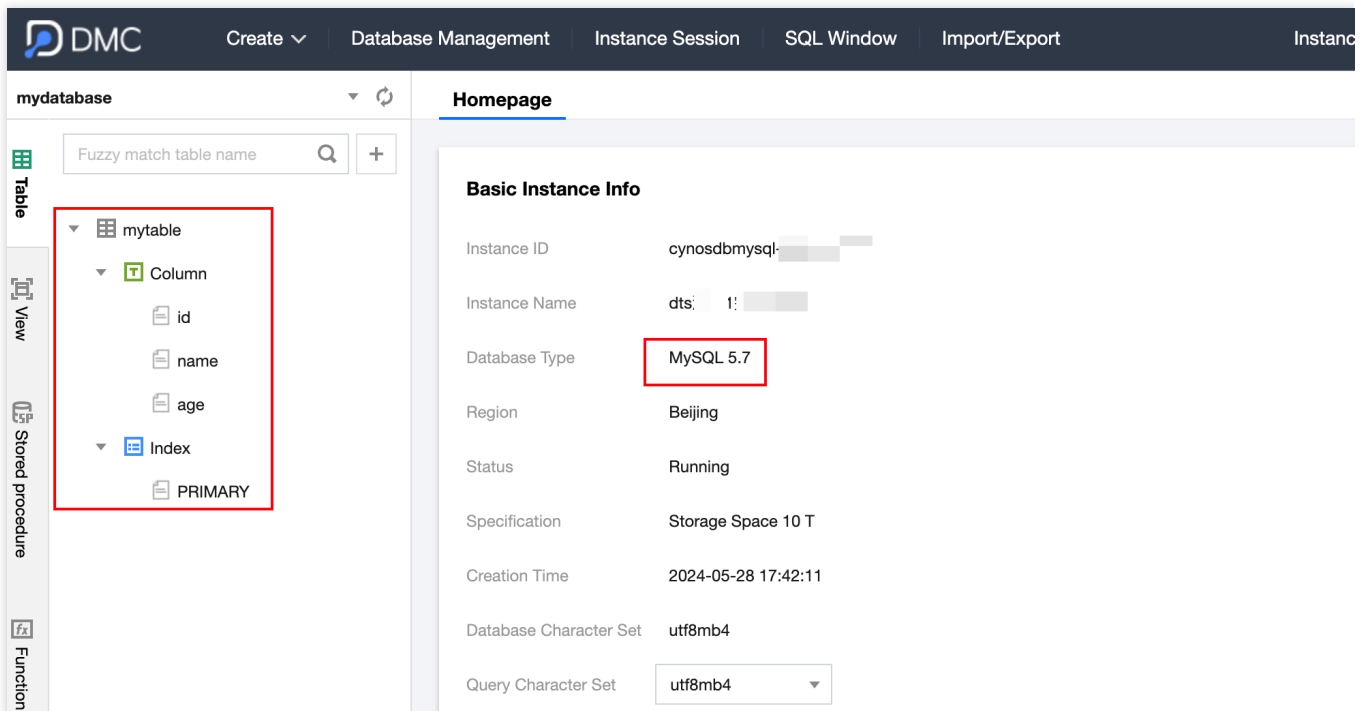 DMC
Create
Database Management
Instance Session
SQL Window
Import/Export
Instanc
mydatabase
Fuzzy match table name
Table
View
Stored procedure
Function
mytable
Column
id
name
age
Index
PRIMARY
Homepage
Basic Instance Info
Instance ID cynosdbmysql-
Instance Name dts
Database Type MySQL 5.7
Region Beijing
Status Running
Specification Storage Space 10 T
Creation Time 2024-05-28 17:42:11
Database Character Set utf8mb4
Query Character Set utf8mb4